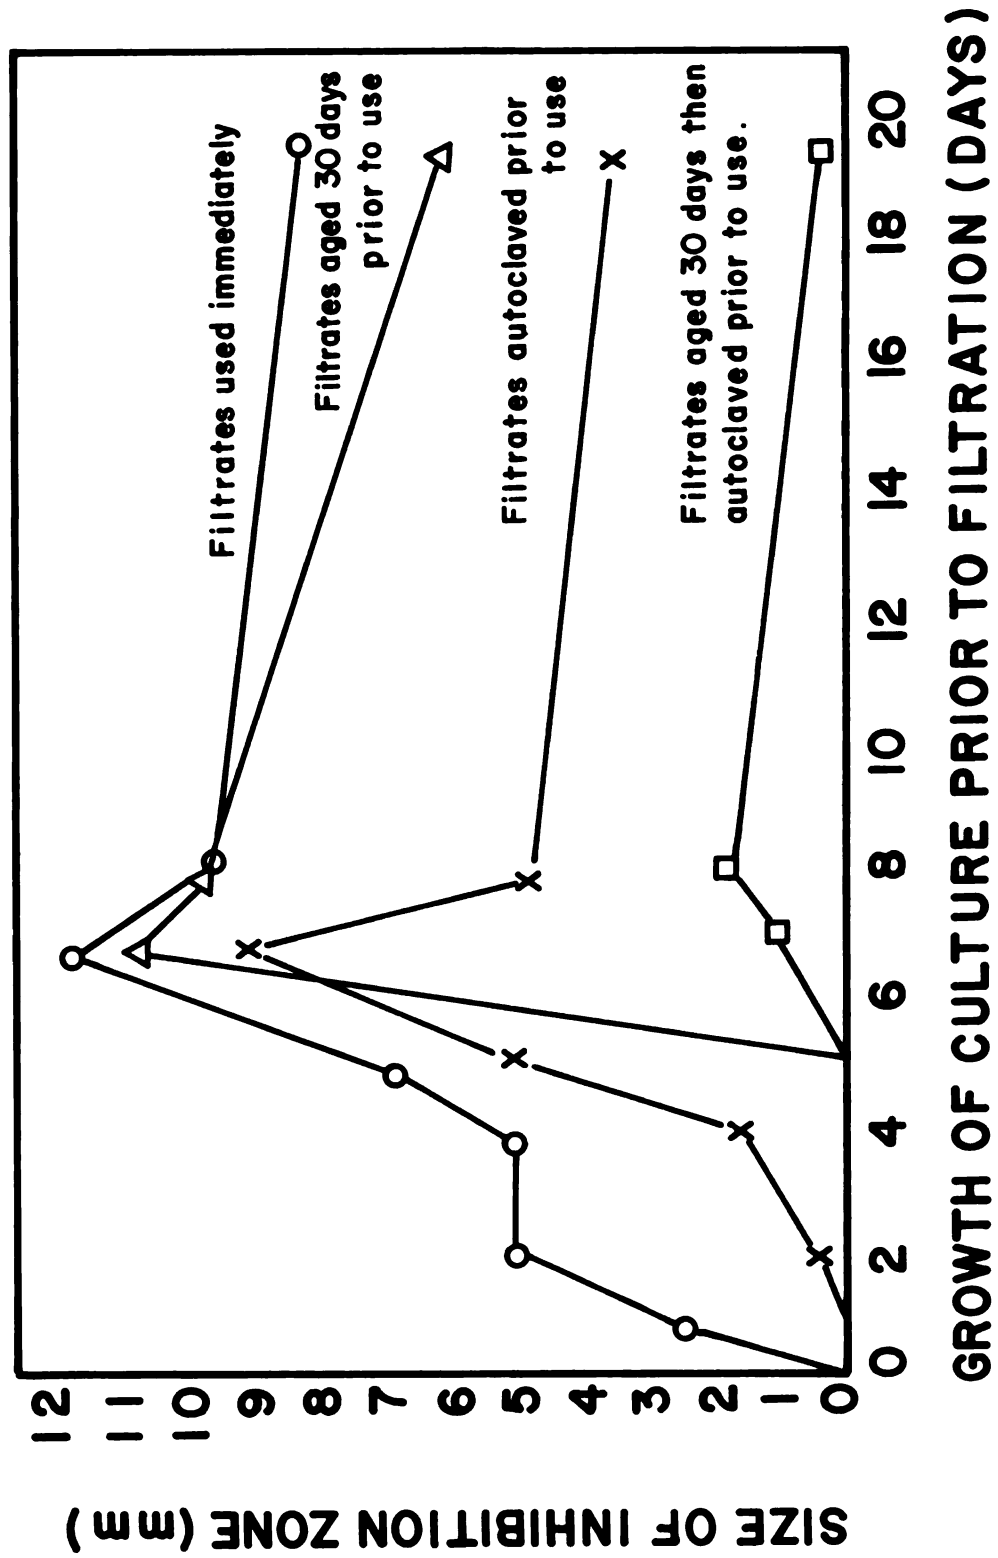 SIZE OF INHIBITION ZONE (mm)
12
11
10
9
8
7
6
5
4
3
2
1
0
Filtrates used immediately
Filtrates aged 30 days
prior to use
Filtrates autoclaved prior
to use
Filtrates aged 30 days then
autoclaved prior to use.
0 2 4 6 8 10 12 14 16 18 20
GROWTH OF CULTURE PRIOR TO FILTRATION (DAYS)